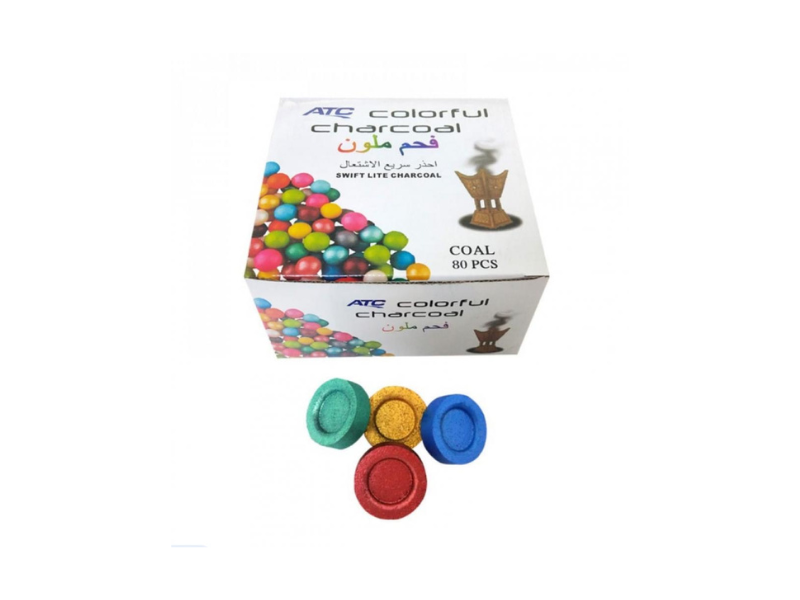 ATC colorful
charcoal
فحم ملون
احذر سريع الاشتعال
SWIFT LITE CHARCOAL
COAL
80 PCS
ATC colorful
charcoal
فحم ملون